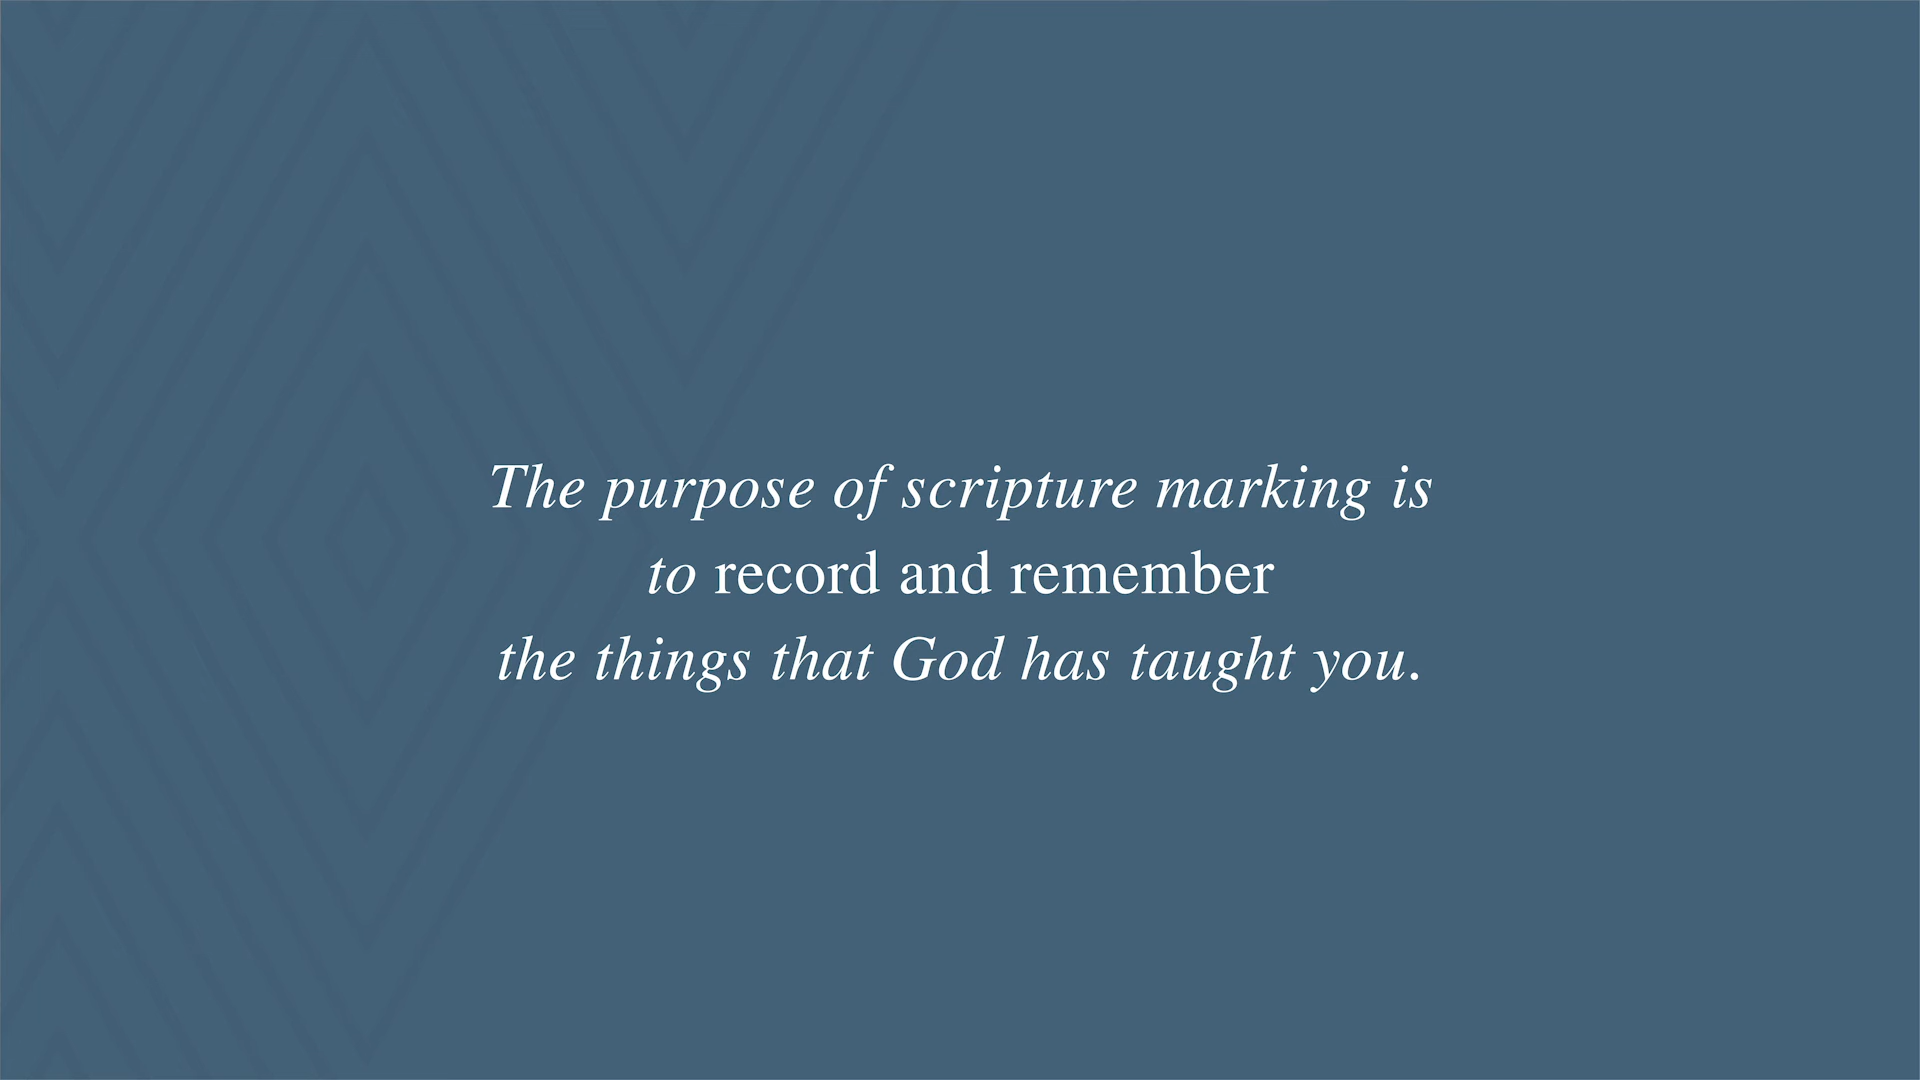 The purpose of scripture marking is
to record and remember
the things that God has taught you.